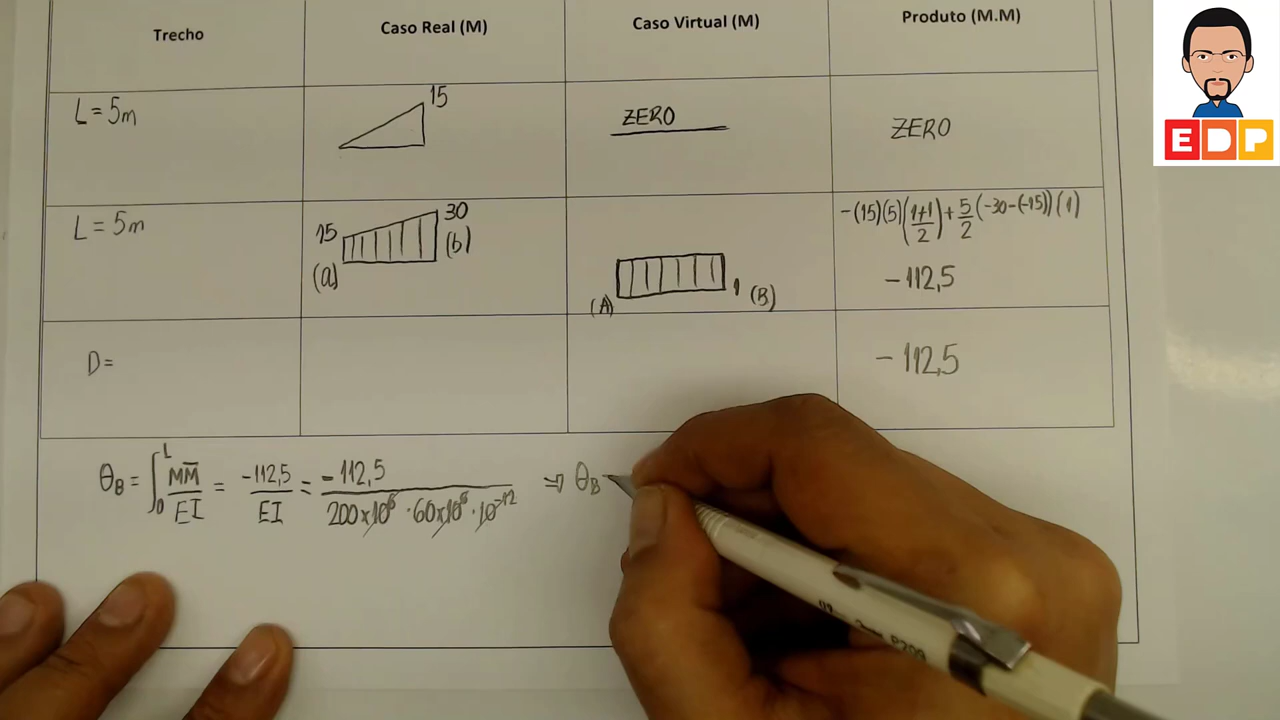 Trecho Caso Real (M) Caso Virtual (M) Produto (M.M)
L = 5m 15 ZERO ZERO
L = 5m 15 (a) 30 (b) (A) 1 (B) -(15)(5)(1+1/2)+5/2(-30-(-15))(1)
-112,5
D= -112,5
θB = ∫0L MM̅/EI = -112,5/EI = -112,5/200x10⁶ · 60x10⁶ · 10⁻¹² ⇒ θB
EDP